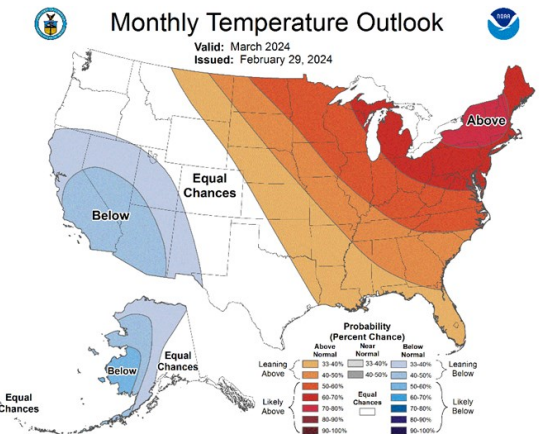 Monthly Temperature Outlook
Valid: March 2024
Issued: February 29, 2024
NOAA
Above
Equal
Chances
Below
Below
Equal
Chances
Equal
Chances
Probability
(Percent Chance)
Above Normal
Near Normal
Below Normal
Leaning Above
33-40%
33-40%
33-40%
Leaning Below
40-50%
40-50%
40-50%
50-60%
50-60%
Likely Above
60-70%
Equal Chances
60-70%
Likely Below
70-80%
70-80%
80-90%
80-90%
90-100%
90-100%